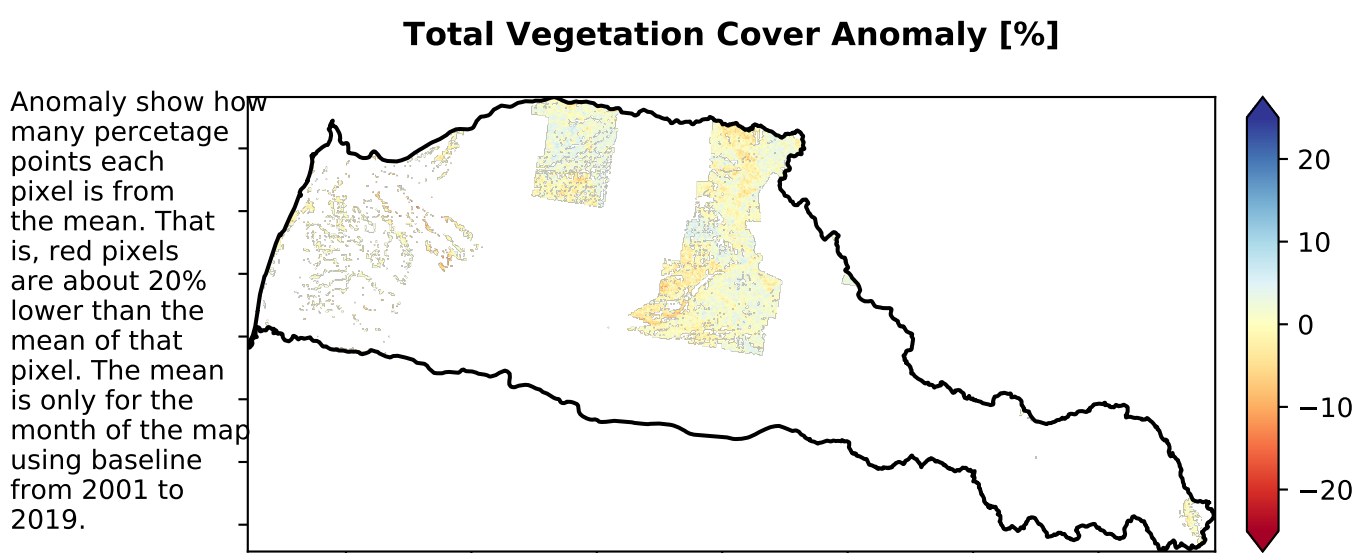 Total Vegetation Cover Anomaly [%]
Anomaly show how
many percetage
points each
pixel is from
the mean. That
is, red pixels
are about 20%
lower than the
mean of that
pixel. The mean
is only for the
month of the map
using baseline
from 2001 to
2019.
20
10
0
−10
−20